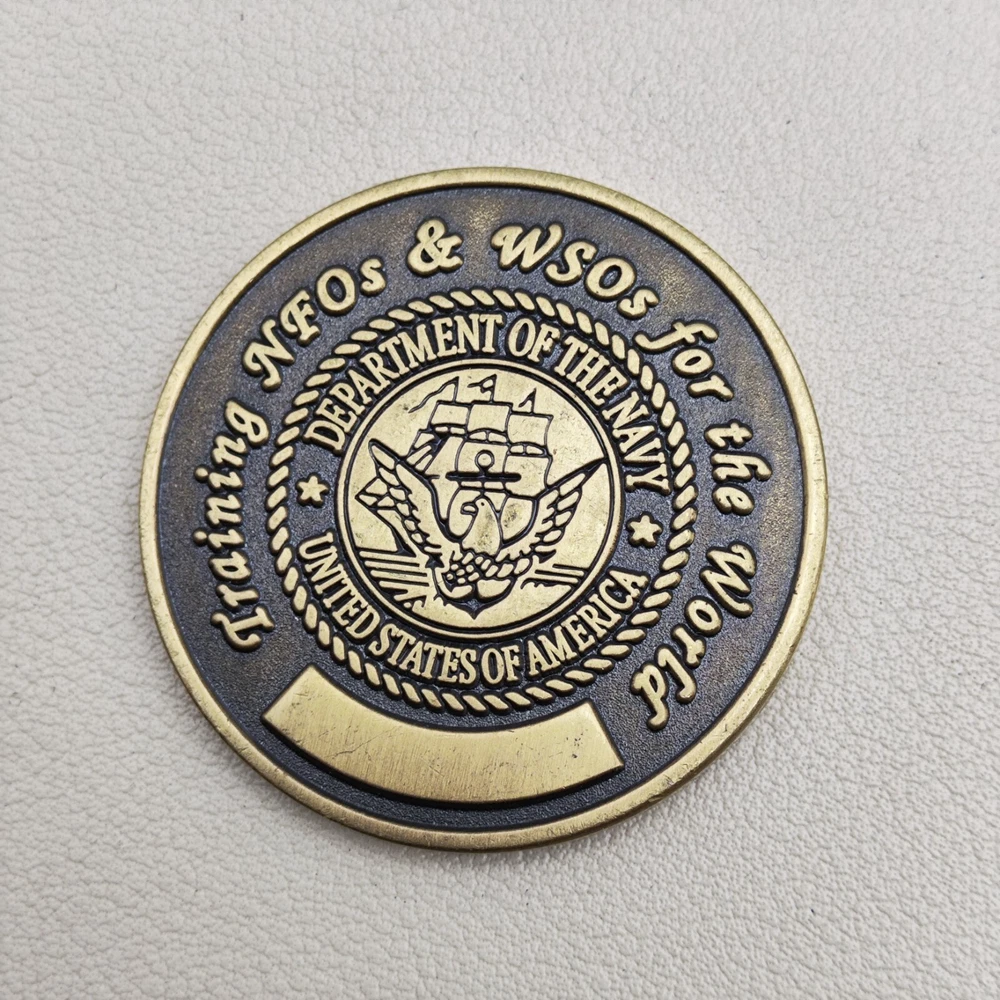 Training NFOs & WSOs for the World
DEPARTMENT OF THE NAVY
UNITED STATES OF AMERICA